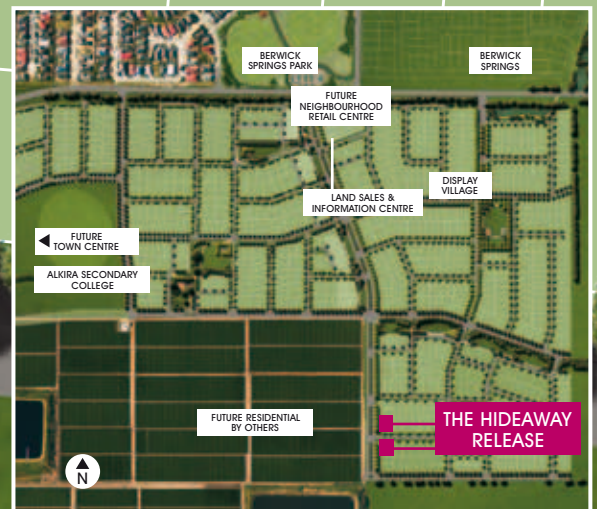 BERWICK
SPRINGS PARK
BERWICK
SPRINGS
FUTURE
NEIGHBOURHOOD
RETAIL CENTRE
DISPLAY
VILLAGE
LAND SALES &
INFORMATION CENTRE
FUTURE
TOWN CENTRE
ALKIRA SECONDARY
COLLEGE
FUTURE RESIDENTIAL
BY OTHERS
THE HIDEAWAY
RELEASE
N